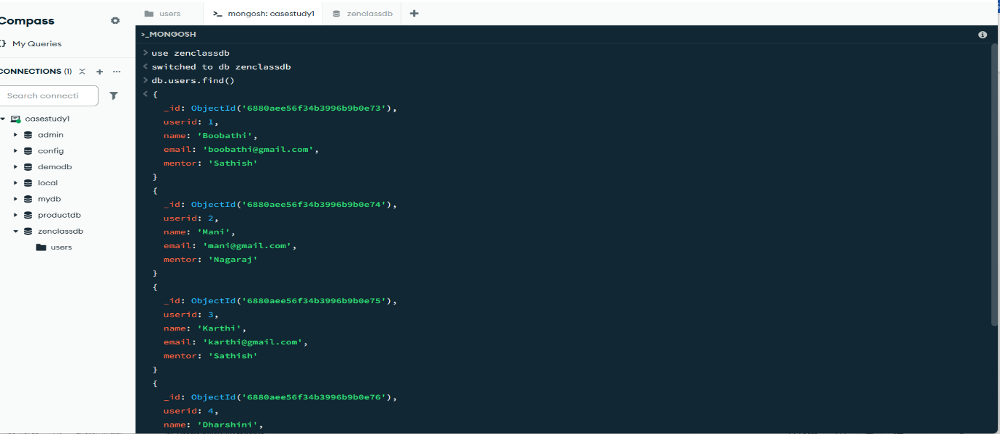 Compass
My Queries
CONNECTIONS (1)
Search connecti
casestudy1
admin
config
demodb
local
mydb
productdb
zenclassdb
users
users
>_ mongosh: casestudy1
zenclassdb
>_MONGOSH
> use zenclassdb
< switched to db zenclassdb
> db.users.find()
< {
_id: ObjectId('6880aee56f34b3996b9b0e73'),
userid: 1,
name: 'Boobathi',
email: 'boobathi@gmail.com',
mentor: 'Sathish'
}
{
_id: ObjectId('6880aee56f34b3996b9b0e74'),
userid: 2,
name: 'Mani',
email: 'mani@gmail.com',
mentor: 'Nagaraj'
}
{
_id: ObjectId('6880aee56f34b3996b9b0e75'),
userid: 3,
name: 'Karthi',
email: 'karthi@gmail.com',
mentor: 'Sathish'
}
{
_id: ObjectId('6880aee56f34b3996b9b0e76'),
userid: 4,
name: 'Dharshini',